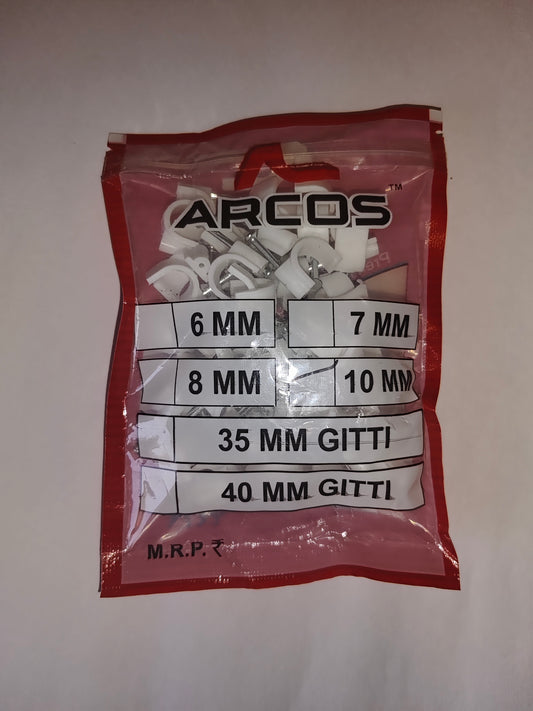 ARCOS™
6 MM 7 MM
8 MM 10 MM
35 MM GITTI
40 MM GITTI
M.R.P. ₹